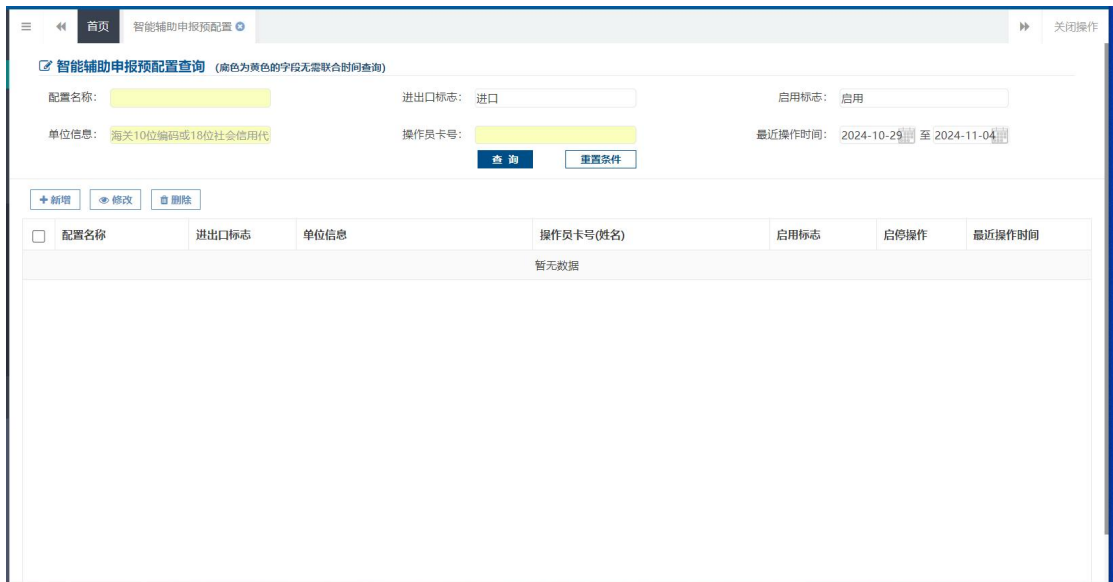 首页 智能辅助申报预配置 关闭操作
智能辅助申报预配置查询 (底色为黄色的字段无需联合时间查询)
配置名称： 进出口标志： 进口 启用标志： 启用
单位信息： 海关10位编码或18位社会信用代 操作员卡号： 最近操作时间： 2024-10-29 至 2024-11-04
查 询 重置条件
新增 修改 删除
配置名称 进出口标志 单位信息 操作员卡号(姓名) 启用标志 启停操作 最近操作时间
暂无数据